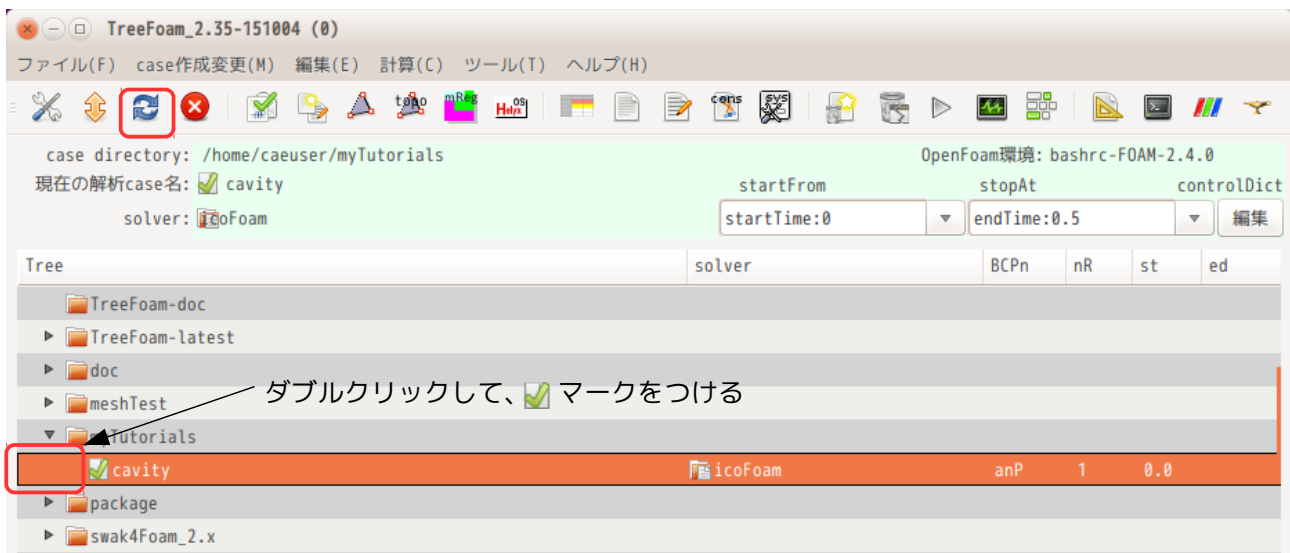 TreeFoam_2.35-151004 (0)
ファイル(F) case作成変更(M) 編集(E) 計算(C) ツール(T) ヘルプ(H)
topo mReg Helyx OS cons sys
case directory: /home/caeuser/myTutorials OpenFoam環境: bashrc-FOAM-2.4.0
現在の解析case名: cavity startFrom stopAt controlDict
solver: icoFoam startTime:0 endTime:0.5 編集
Tree solver BCPn nR st ed
TreeFoam-doc
TreeFoam-latest
doc
ダブルクリックして、 マークをつける
meshTest
myTutorials
cavity icoFoam anP 1 0.0
package
swak4Foam_2.x